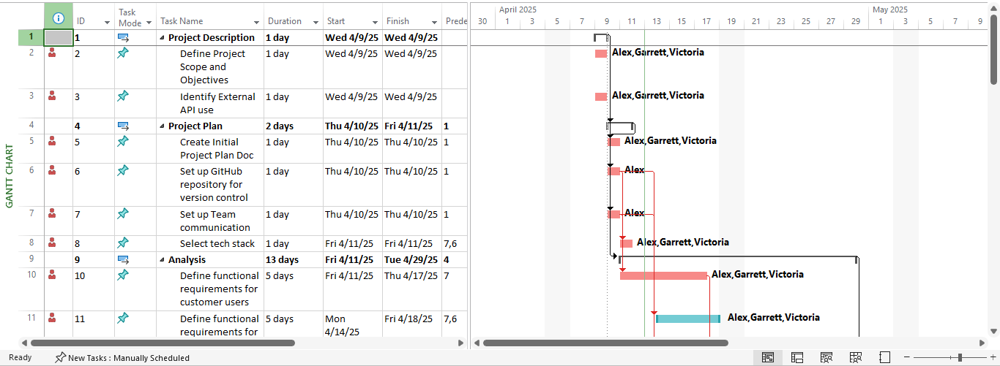 April 2025 May 2025
30 1 3 5 7 9 11 13 15 17 19 21 23 25 27 29 1 3 5 7 9
ID Task Mode Task Name Duration Start Finish Prede
1 1 Project Description 1 day Wed 4/9/25 Wed 4/9/25
2 2 Define Project 1 day Wed 4/9/25 Wed 4/9/25 Alex,Garrett,Victoria
Scope and
Objectives
3 3 Identify External 1 day Wed 4/9/25 Wed 4/9/25 Alex,Garrett,Victoria
API use
4 4 Project Plan 2 days Thu 4/10/25 Fri 4/11/25 1
5 5 Create Initial 1 day Thu 4/10/25 Thu 4/10/25 1 Alex,Garrett,Victoria
Project Plan Doc
6 6 Set up GitHub 1 day Thu 4/10/25 Thu 4/10/25 1 Alex
repository for
version control
7 7 Set up Team 1 day Thu 4/10/25 Thu 4/10/25 1 Alex
communication
8 8 Select tech stack 1 day Fri 4/11/25 Fri 4/11/25 7,6 Alex,Garrett,Victoria
9 9 Analysis 13 days Fri 4/11/25 Tue 4/29/25 4
10 10 Define functional 5 days Fri 4/11/25 Thu 4/17/25 7 Alex,Garrett,Victoria
requirements for
customer users
11 11 Define functional 5 days Mon Fri 4/18/25 7,6 Alex,Garrett,Victoria
requirements for 4/14/25
GANTT CHART
Ready New Tasks : Manually Scheduled